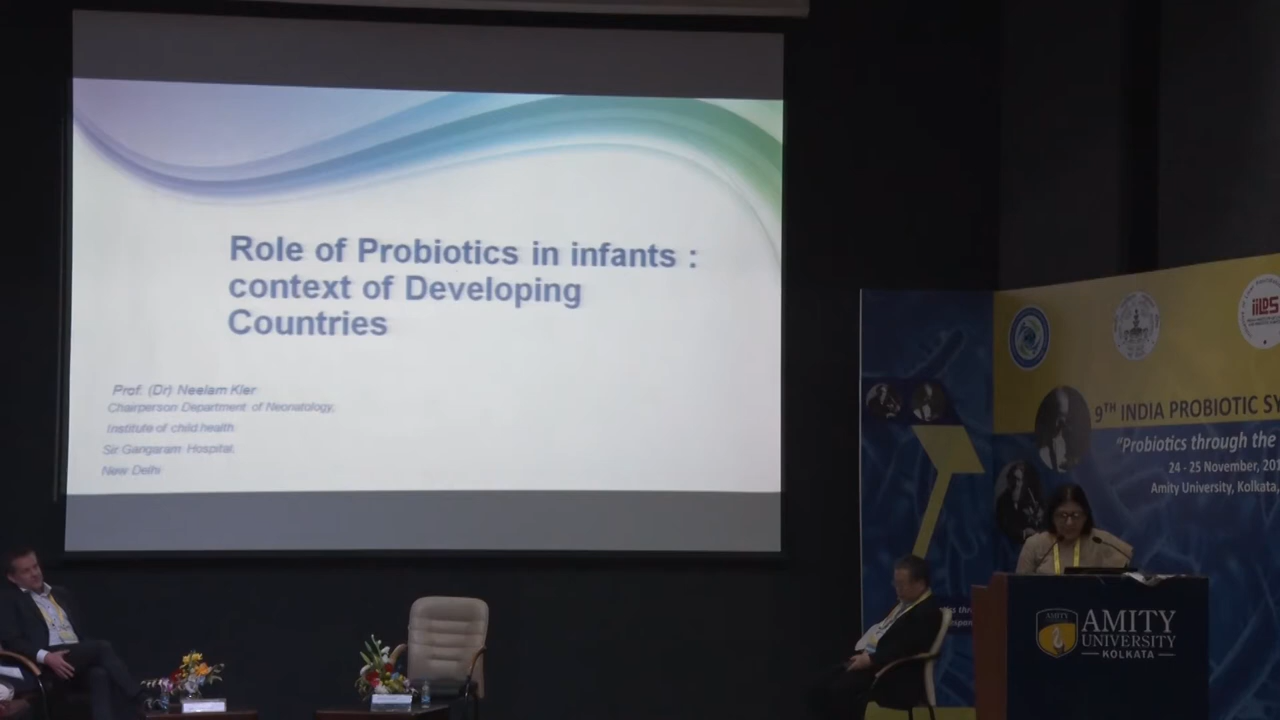 Role of Probiotics in infants :
context of Developing
Countries
Prof. (Dr) Neelam Kler
Chairperson Department of Neonatology,
Institute of child health
Sir Gangaram Hospital,
New Delhi
iiLDS
9TH INDIA PROBIOTIC SY
"Probiotics through the
24 - 25 November, 201
Amity University, Kolkata,
AMITY
UNIVERSITY
KOLKATA